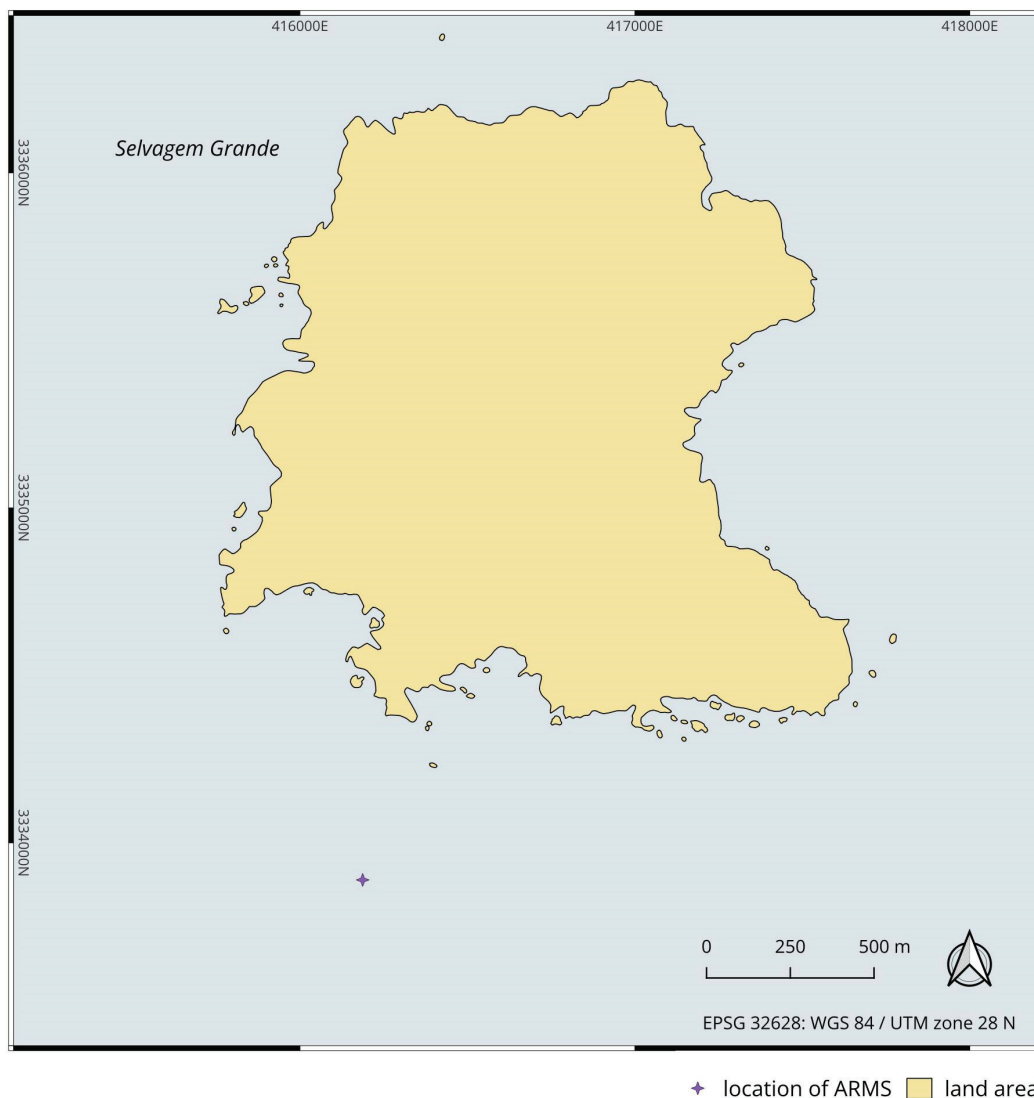 416000E 417000E 418000E
Selvagem Grande
3336000N
3335000N
3334000N
0 250 500 m
EPSG 32628: WGS 84 / UTM zone 28 N
location of ARMS land area